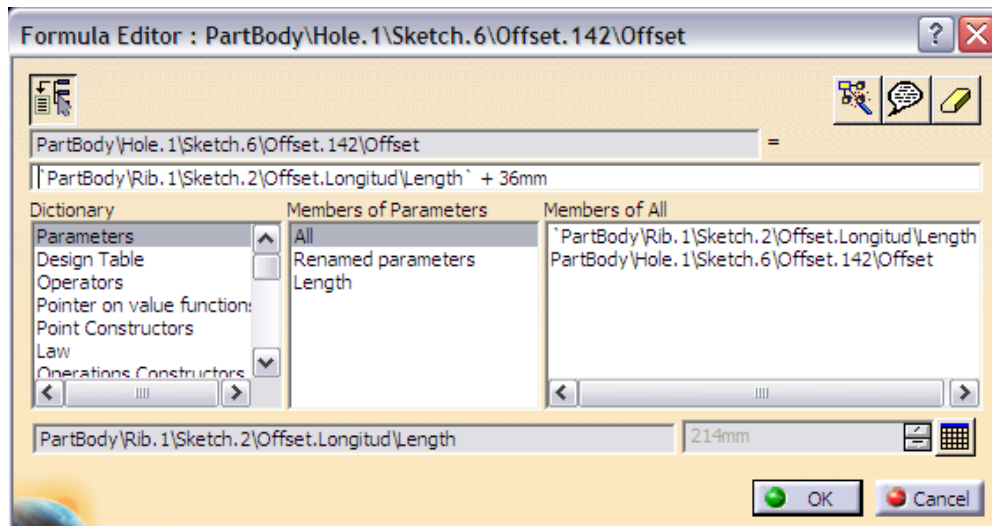 Formula Editor : PartBody\Hole.1\Sketch.6\Offset.142\Offset
PartBody\Hole.1\Sketch.6\Offset.142\Offset =
`PartBody\Rib.1\Sketch.2\Offset.Longitud\Length` + 36mm
Dictionary Members of Parameters Members of All
Parameters All `PartBody\Rib.1\Sketch.2\Offset.Longitud\Length
Design Table Renamed parameters PartBody\Hole.1\Sketch.6\Offset.142\Offset
Operators Length
Pointer on value functions
Point Constructors
Law
Operations Constructors
PartBody\Rib.1\Sketch.2\Offset.Longitud\Length 214mm
OK Cancel